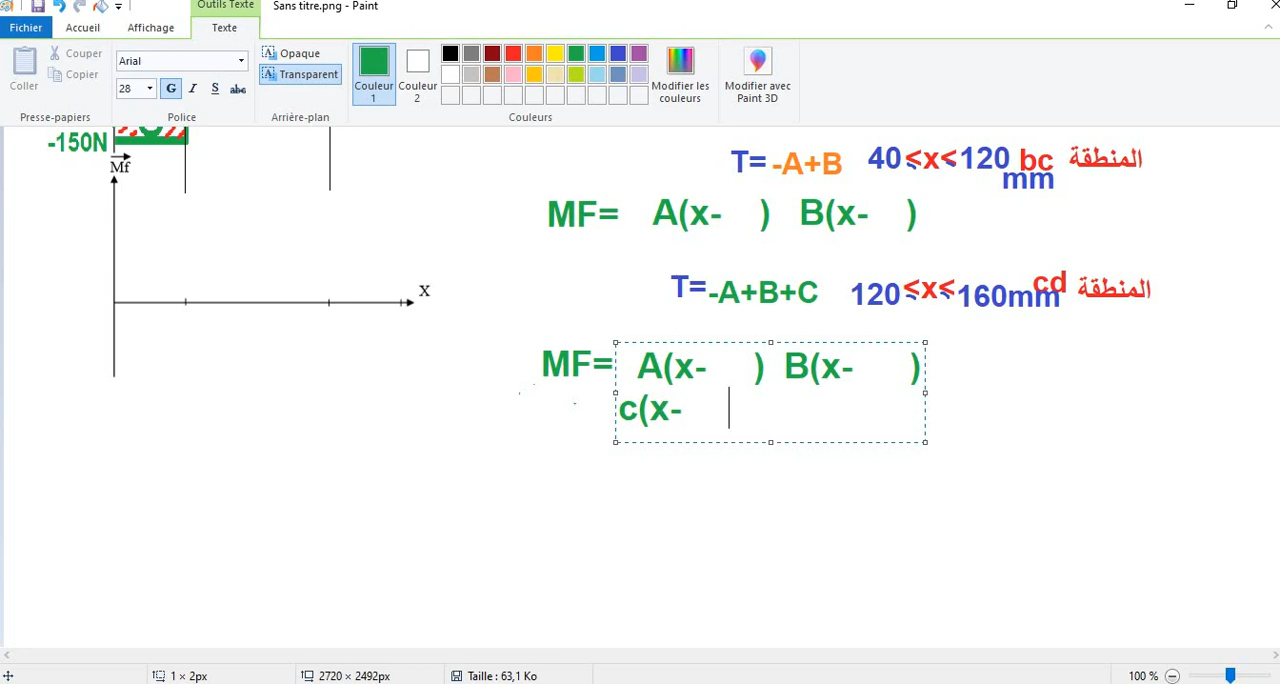 Outils Texte
Sans titre.png - Paint
Fichier
Accueil
Affichage
Texte
Coller
Couper
Copier
Presse-papiers
Arial
28
G I S abc
Police
Opaque
Transparent
Arrière-plan
Couleur 1
Couleur 2
Modifier les couleurs
Couleurs
Modifier avec Paint 3D
-150N
Mf
X
T= -A+B 40<x<120 mm bc المنطقة
MF= A(x- ) B(x- )
T=-A+B+C 120<x<160mm cd المنطقة
MF= A(x- ) B(x- )
c(x-
1 × 2px
2720 × 2492px
Taille : 63,1 Ko
100 %